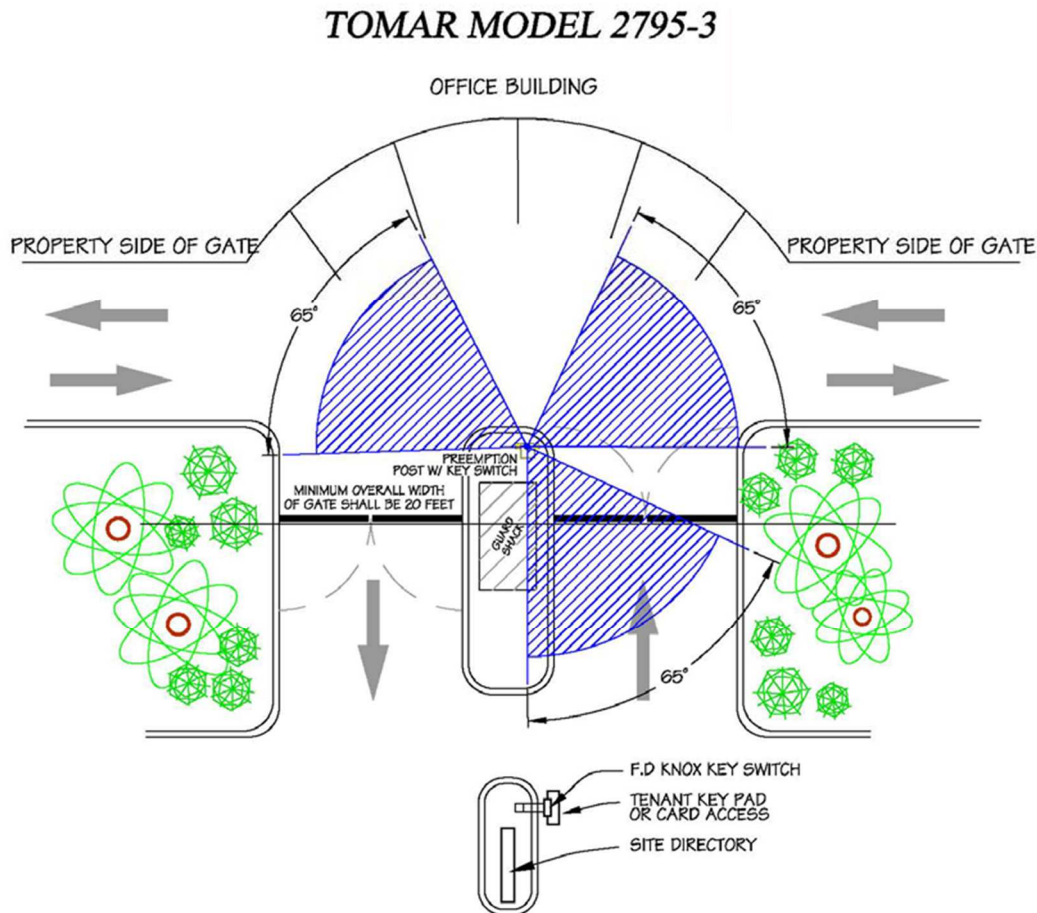 TOMAR MODEL 2795-3
OFFICE BUILDING
PROPERTY SIDE OF GATE
PROPERTY SIDE OF GATE
65°
65°
PREEMPTION
POST W/ KEY SWITCH
MINIMUM OVERALL WIDTH
OF GATE SHALL BE 20 FEET
GUARD
SHACK
65°
F.D KNOX KEY SWITCH
TENANT KEY PAD
OR CARD ACCESS
SITE DIRECTORY